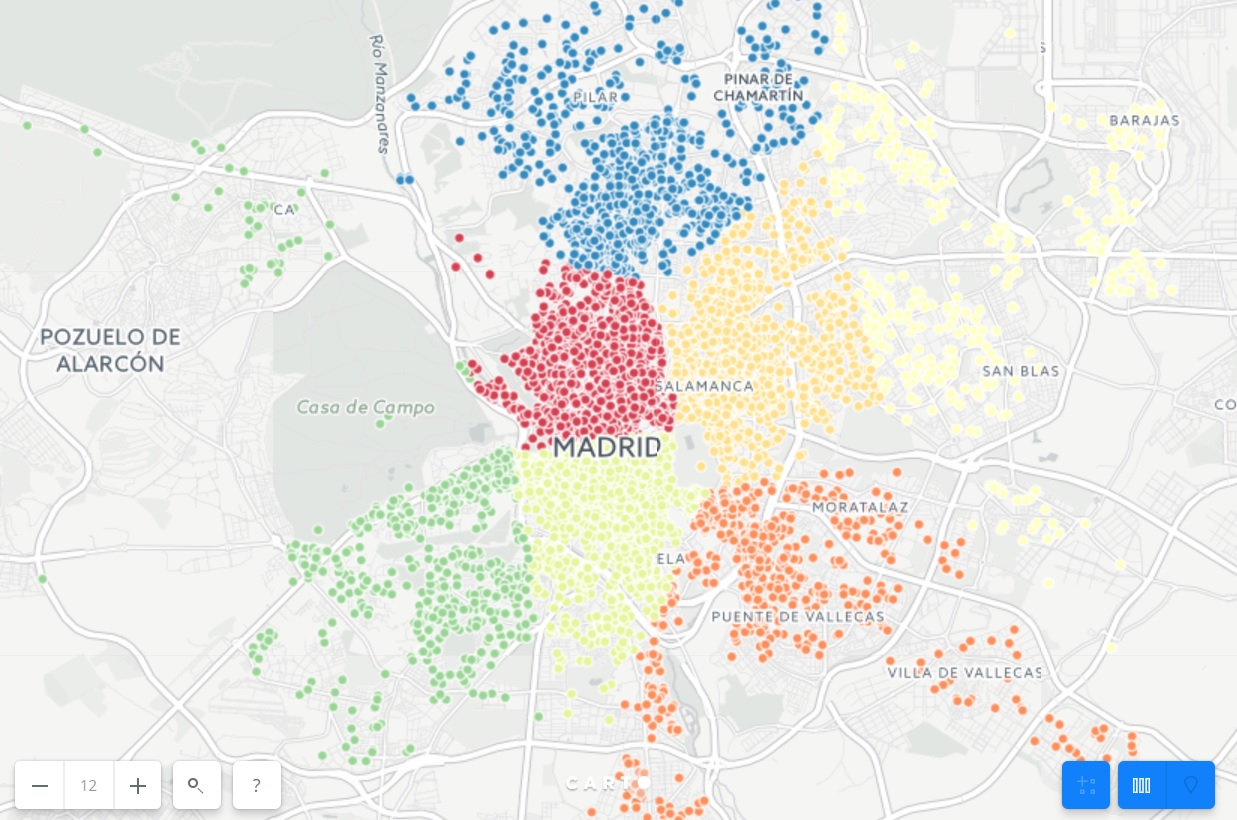 Río Manzanares
PILAR
PINAR DE
CHAMARTÍN
S
BARAJAS
CA
POZUELO DE
ALARCÓN
SALAMANCA
SAN BLAS
Casa de Campo
CO
MADRID
MORATALAZ
ELA
PUENTE DE VALLECAS
VILLA DE VALLECAS
12
?
CARTO